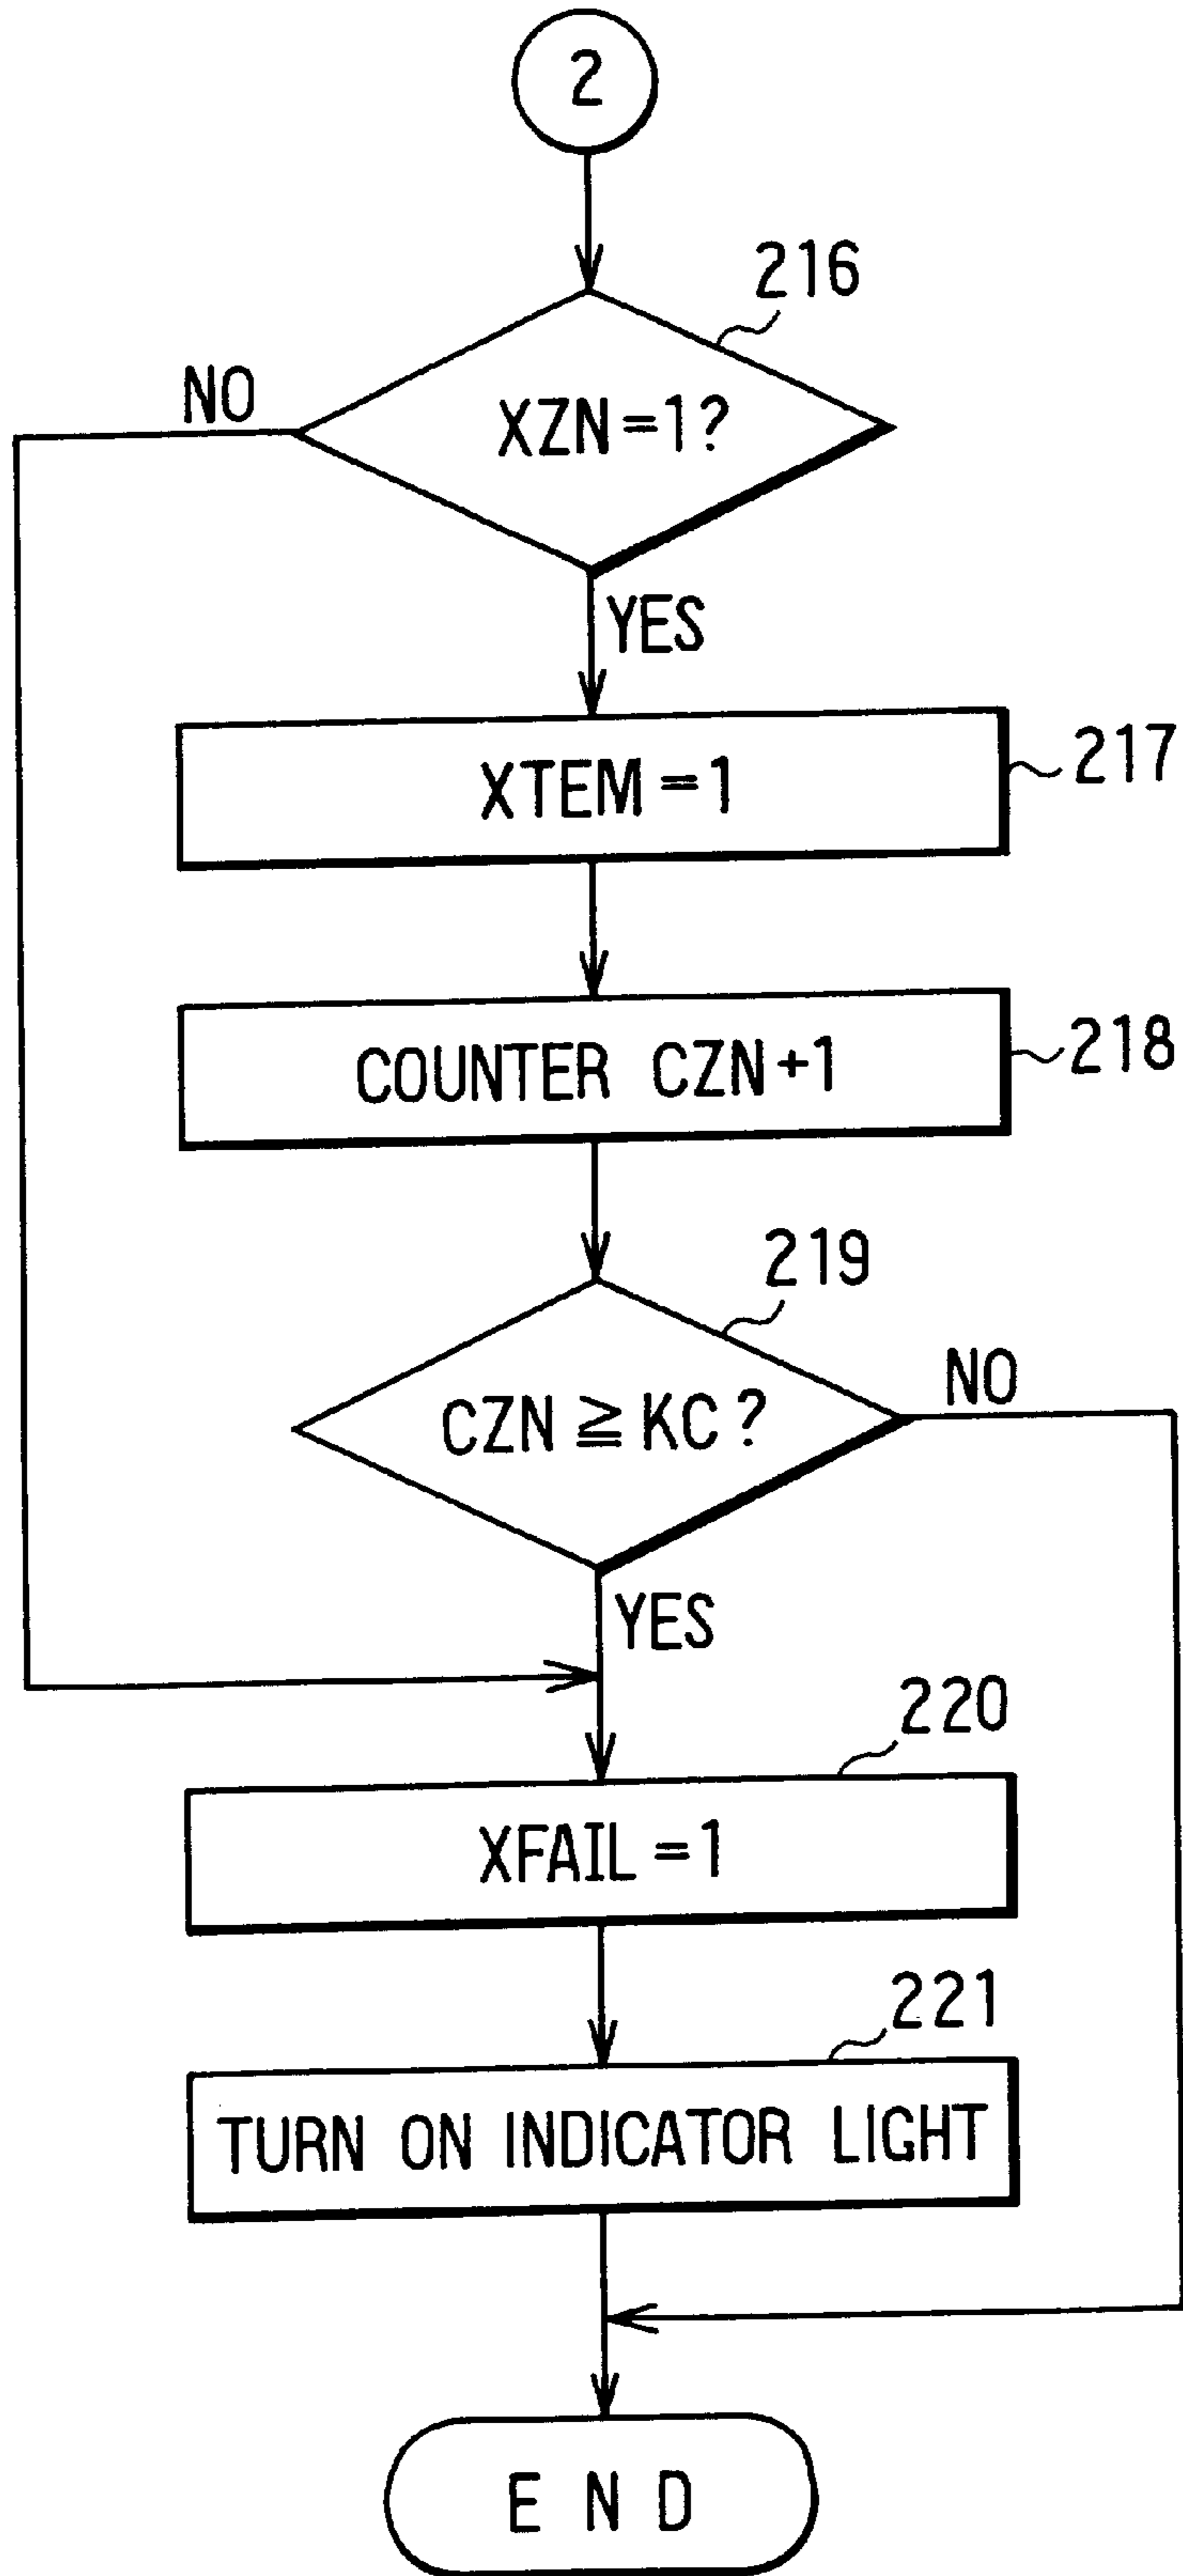 2
216
NO
XZN=1?
YES
XTEM=1
217
COUNTER CZN+1
218
219
CZN≧KC?
NO
YES
220
XFAIL=1
221
TURN ON INDICATOR LIGHT
END